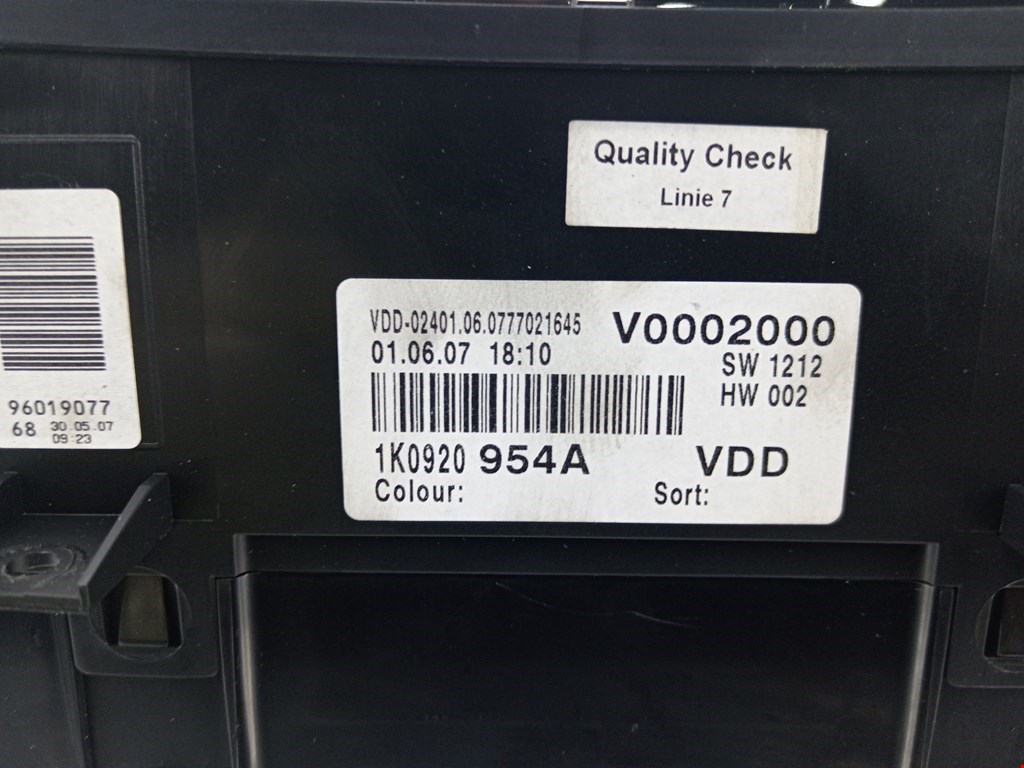 Quality Check
Linie 7
96019077
68 30.05.07
09:23
VDD-02401.06.0777021645 V0002000
01.06.07 18:10 SW 1212
HW 002
1K0920 954A VDD
Colour: Sort: